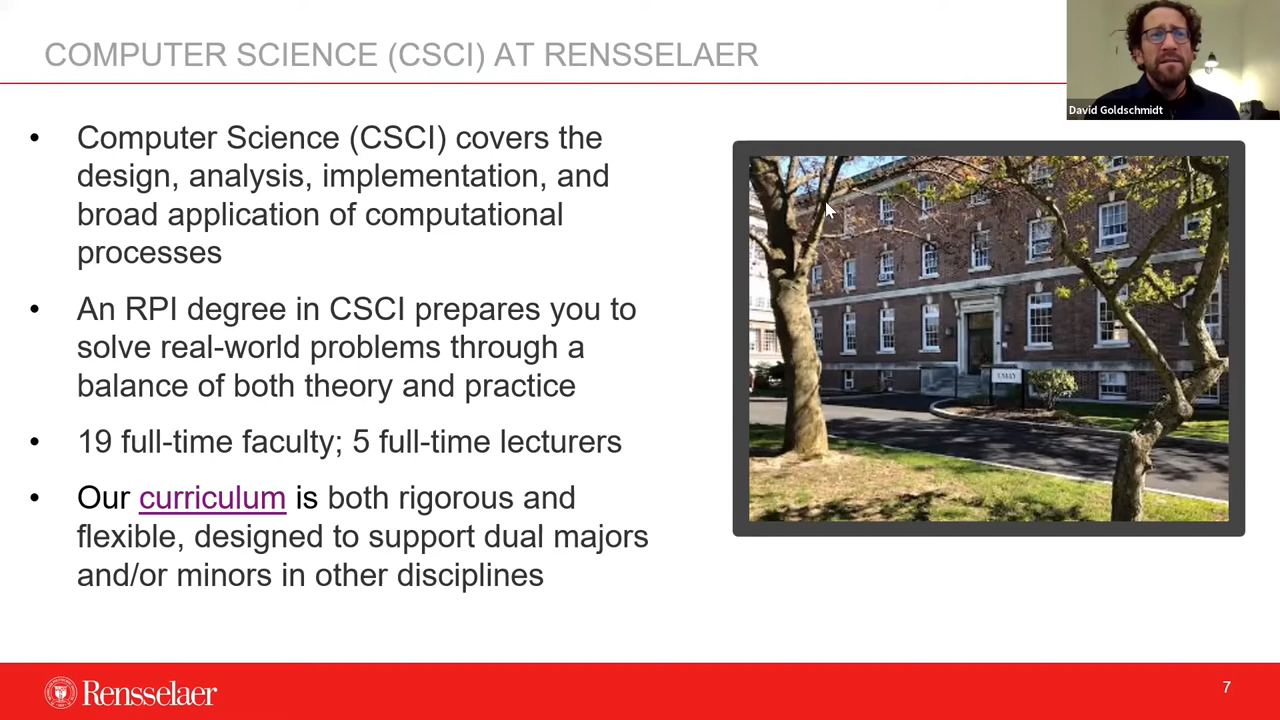 COMPUTER SCIENCE (CSCI) AT RENSSELAER
David Goldschmidt
• Computer Science (CSCI) covers the
design, analysis, implementation, and
broad application of computational
processes
• An RPI degree in CSCI prepares you to
solve real-world problems through a
balance of both theory and practice
• 19 full-time faculty; 5 full-time lecturers
• Our curriculum is both rigorous and
flexible, designed to support dual majors
and/or minors in other disciplines
Rensselaer
7